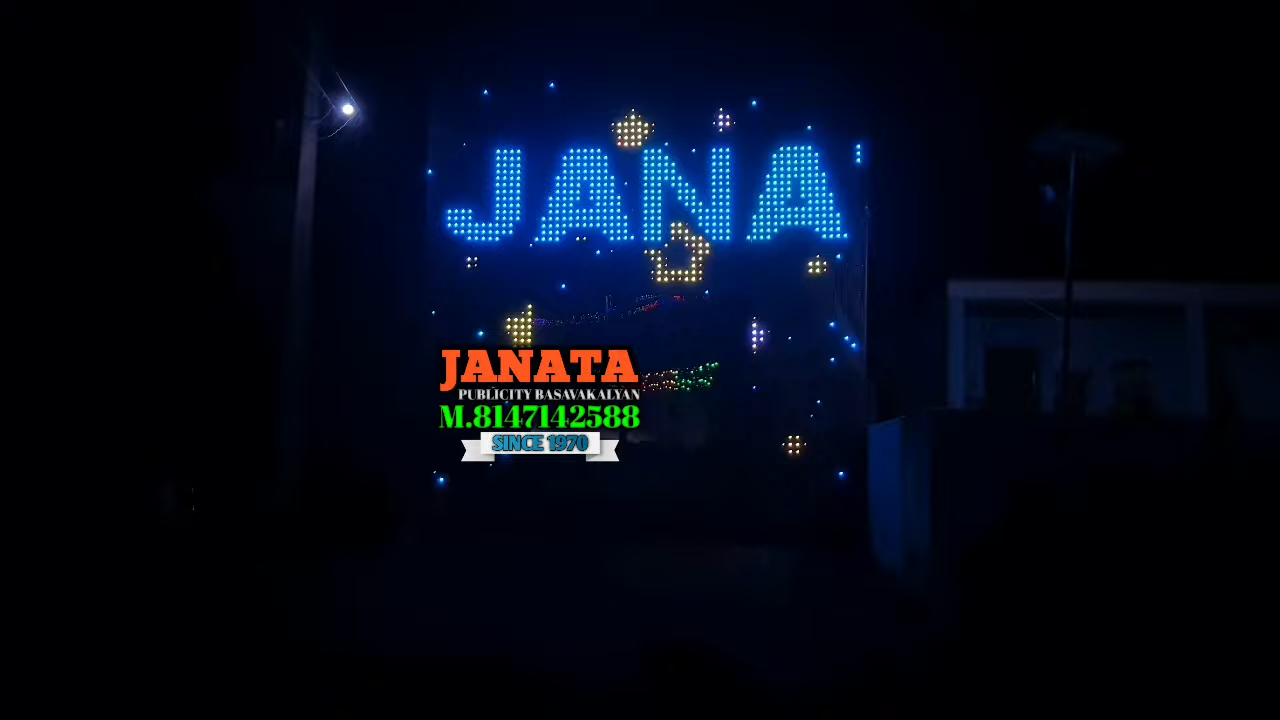 JANA
JANATA
PUBLICITY BASAVAKALYAN
M.8147142588
SINCE 1970